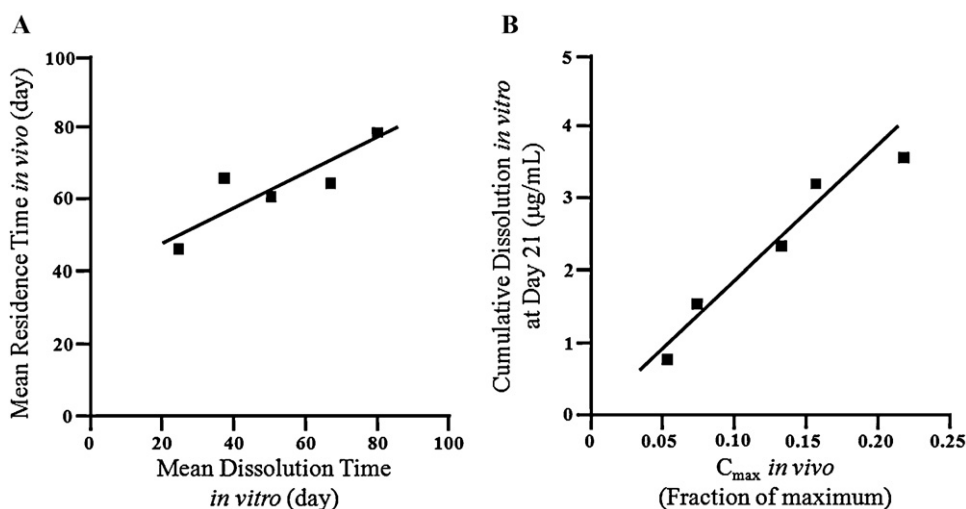 A
Mean Residence Time in vivo (day)
100
80
60
40
20
0
0 20 40 60 80 100
Mean Dissolution Time
in vitro (day)
B
Cumulative Dissolution in vitro
at Day 21 (µg/mL)
5
4
3
2
1
0
0 0.05 0.10 0.15 0.20 0.25
Cmax in vivo
(Fraction of maximum)